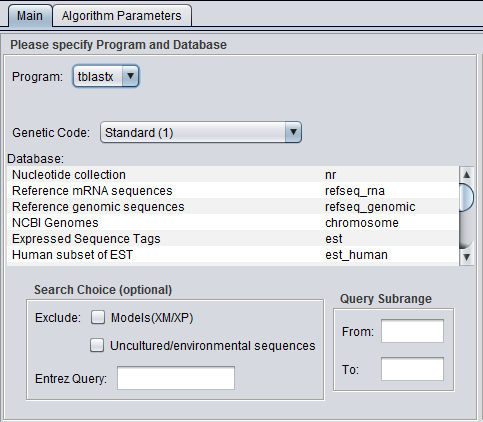 Main Algorithm Parameters
Please specify Program and Database
Program: tblastx
Genetic Code: Standard (1)
Database:
Nucleotide collection nr
Reference mRNA sequences refseq_rna
Reference genomic sequences refseq_genomic
NCBI Genomes chromosome
Expressed Sequence Tags est
Human subset of EST est_human
Search Choice (optional)
Exclude: Models(XM/XP)
Uncultured/environmental sequences
Entrez Query:
Query Subrange
From:
To: